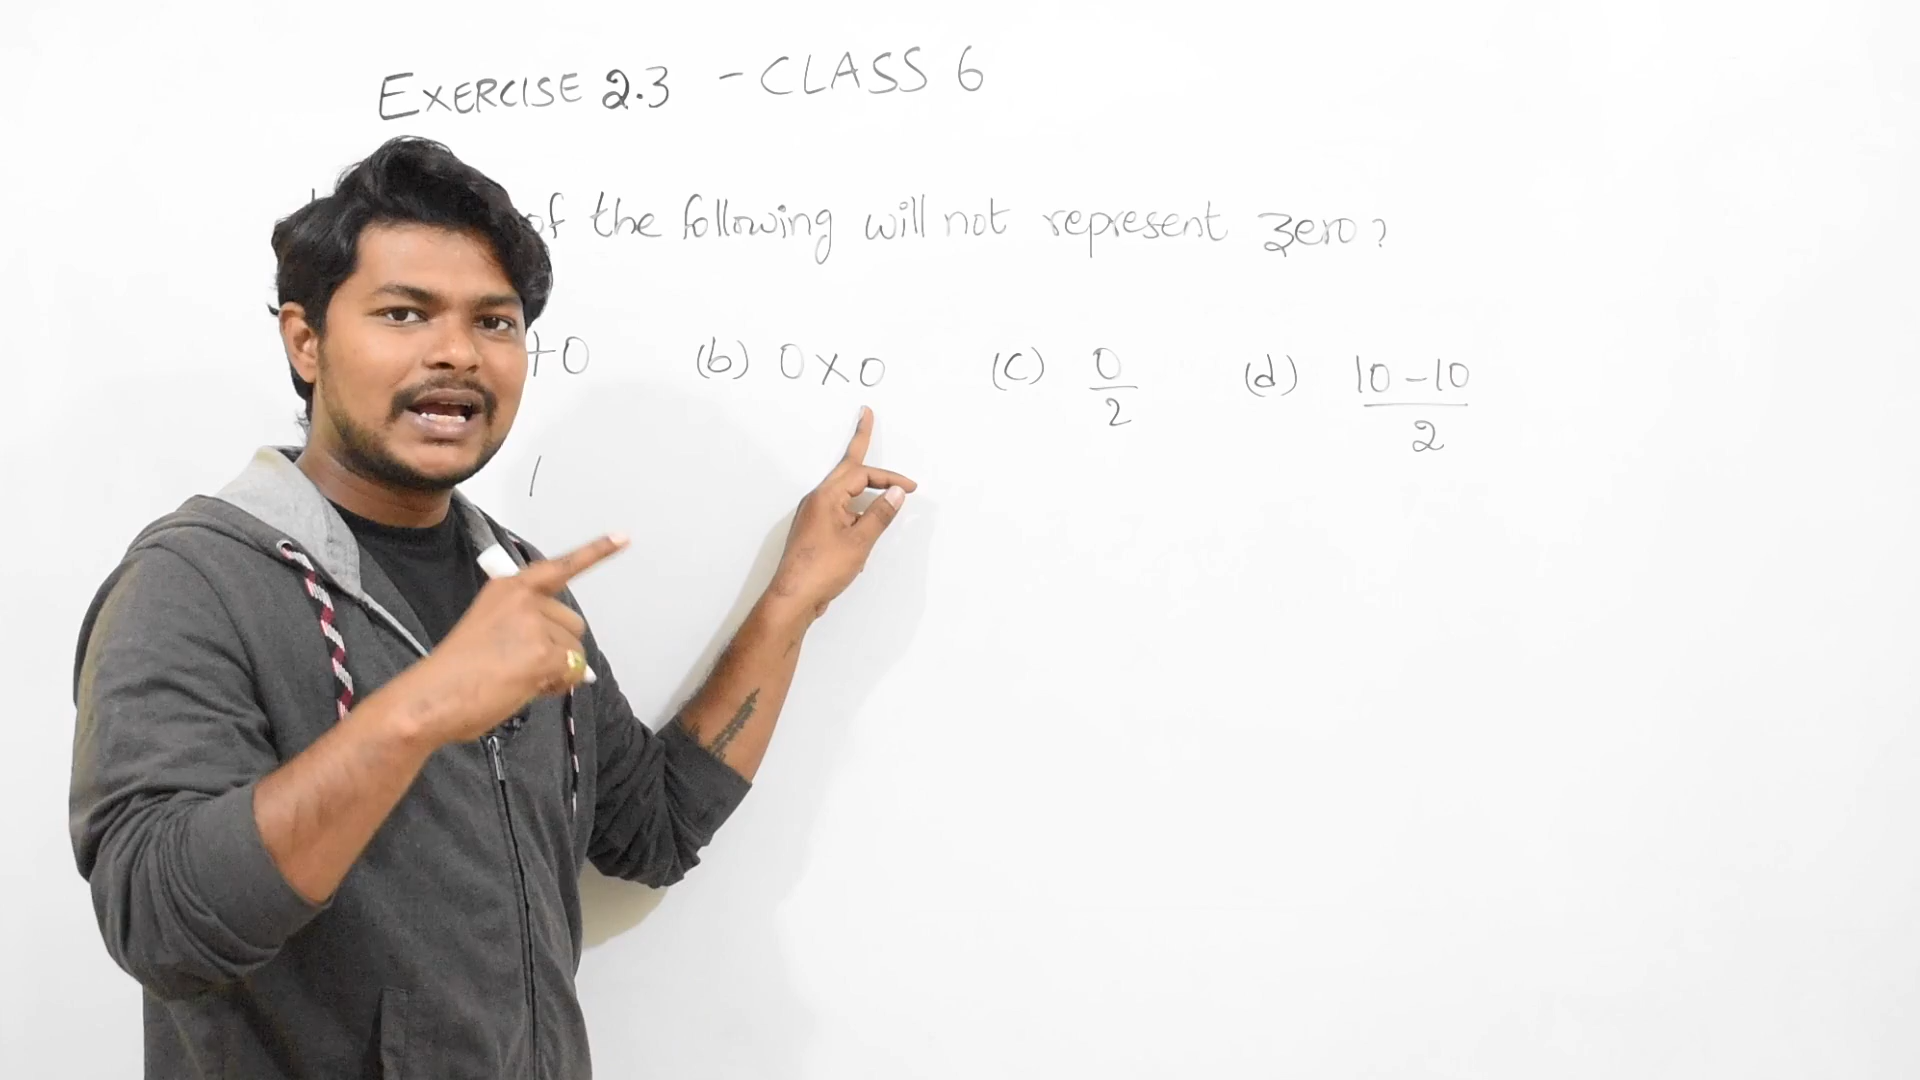 EXERCISE 2.3 - CLASS 6
of the following will not represent zero?
+0 (b) 0×0 (c) 0/2 (d) 10-10/2
1